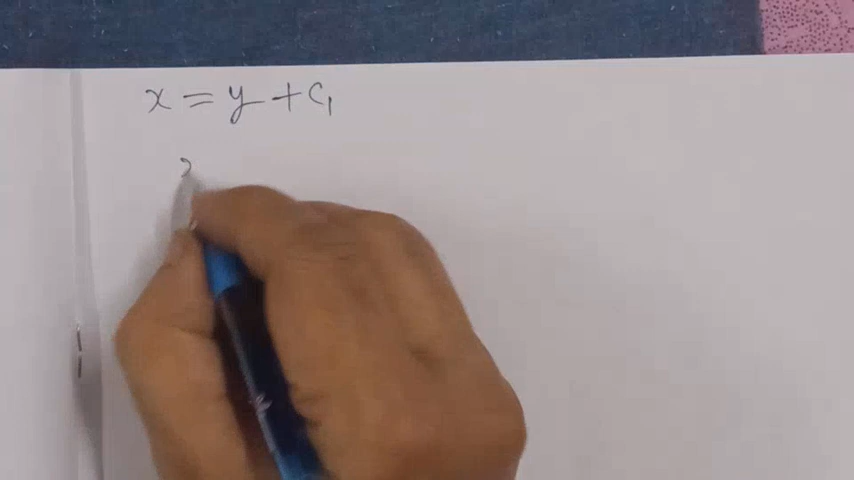 x = y + c₁